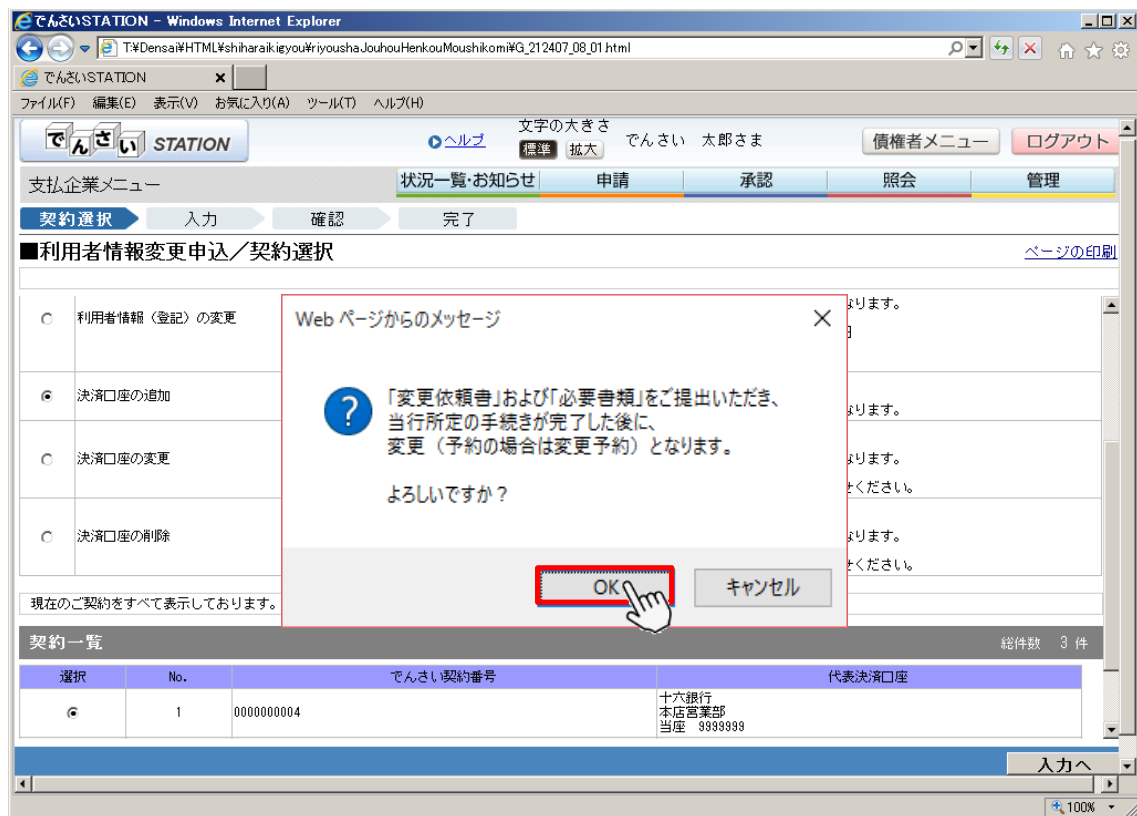 でんさいSTATION - Windows Internet Explorer
T:¥Densai¥HTML¥shiharaikigyou¥riyoushaJouhouHenkouMoushikomi¥G_212407_08_01.html
でんさいSTATION
ファイル(F) 編集(E) 表示(V) お気に入り(A) ツール(T) ヘルプ(H)
でんさい STATION
ヘルプ
文字の大きさ
標準 拡大
でんさい 太郎さま
債権者メニュー
ログアウト
支払企業メニュー
状況一覧・お知らせ 申請 承認 照会 管理
契約選択 入力 確認 完了
■利用者情報変更申込／契約選択
ページの印刷
利用者情報（登記）の変更
なります。
決済口座の追加
なります。
決済口座の変更
なります。
せください。
決済口座の削除
なります。
せください。
Web ページからのメッセージ
「変更依頼書」および「必要書類」をご提出いただき、
当行所定の手続きが完了した後に、
変更（予約の場合は変更予約）となります。
よろしいですか？
OK キャンセル
現在のご契約をすべて表示しております。
契約一覧
総件数 3 件
選択 No. でんさい契約番号 代表決済口座
1 0000000004
十六銀行
本店営業部
当座 9999999
入力へ
100%